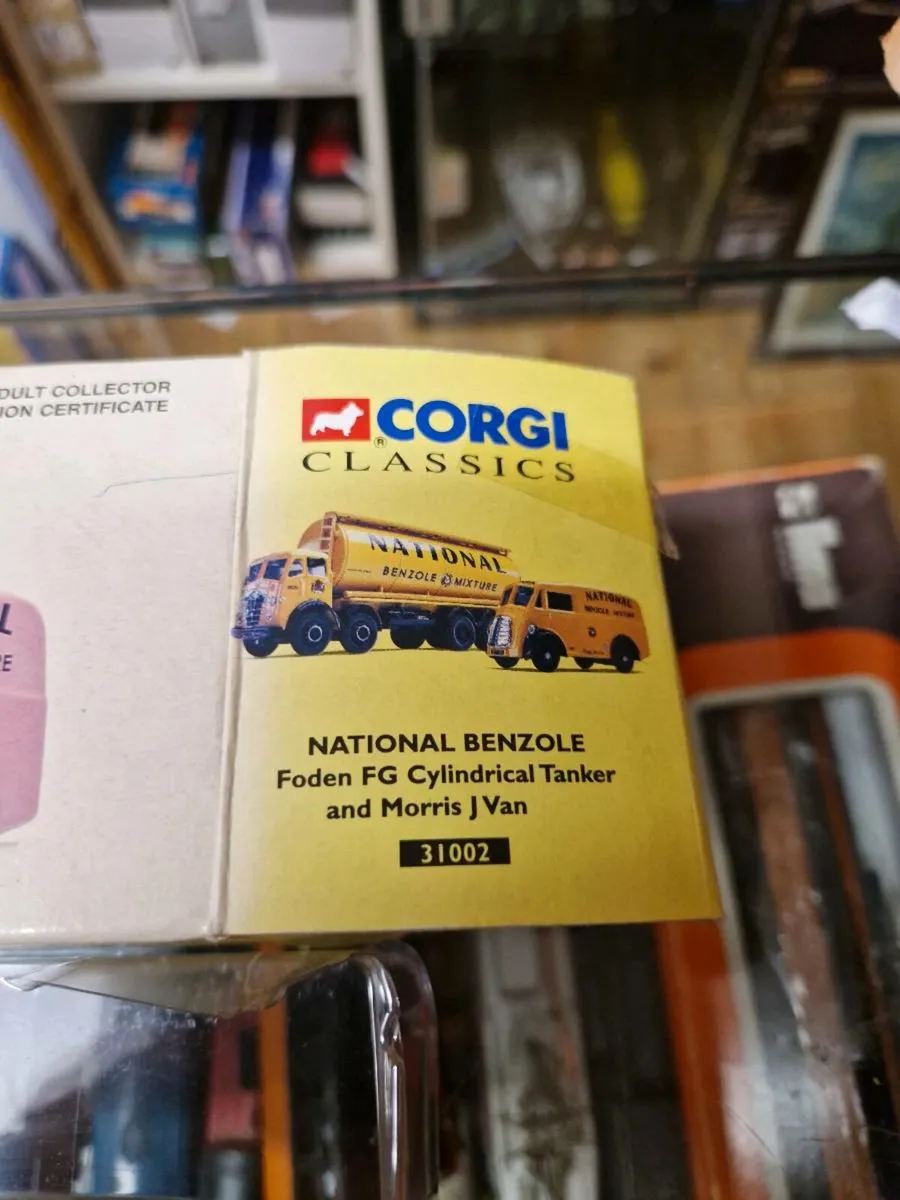 DULT COLLECTOR
ION CERTIFICATE
CORGI
®
CLASSICS
NATIONAL
BENZOLE MIXTURE
NATIONAL
BENZOLE MIXTURE
NATIONAL BENZOLE
Foden FG Cylindrical Tanker
and Morris J Van
31002
L
RE